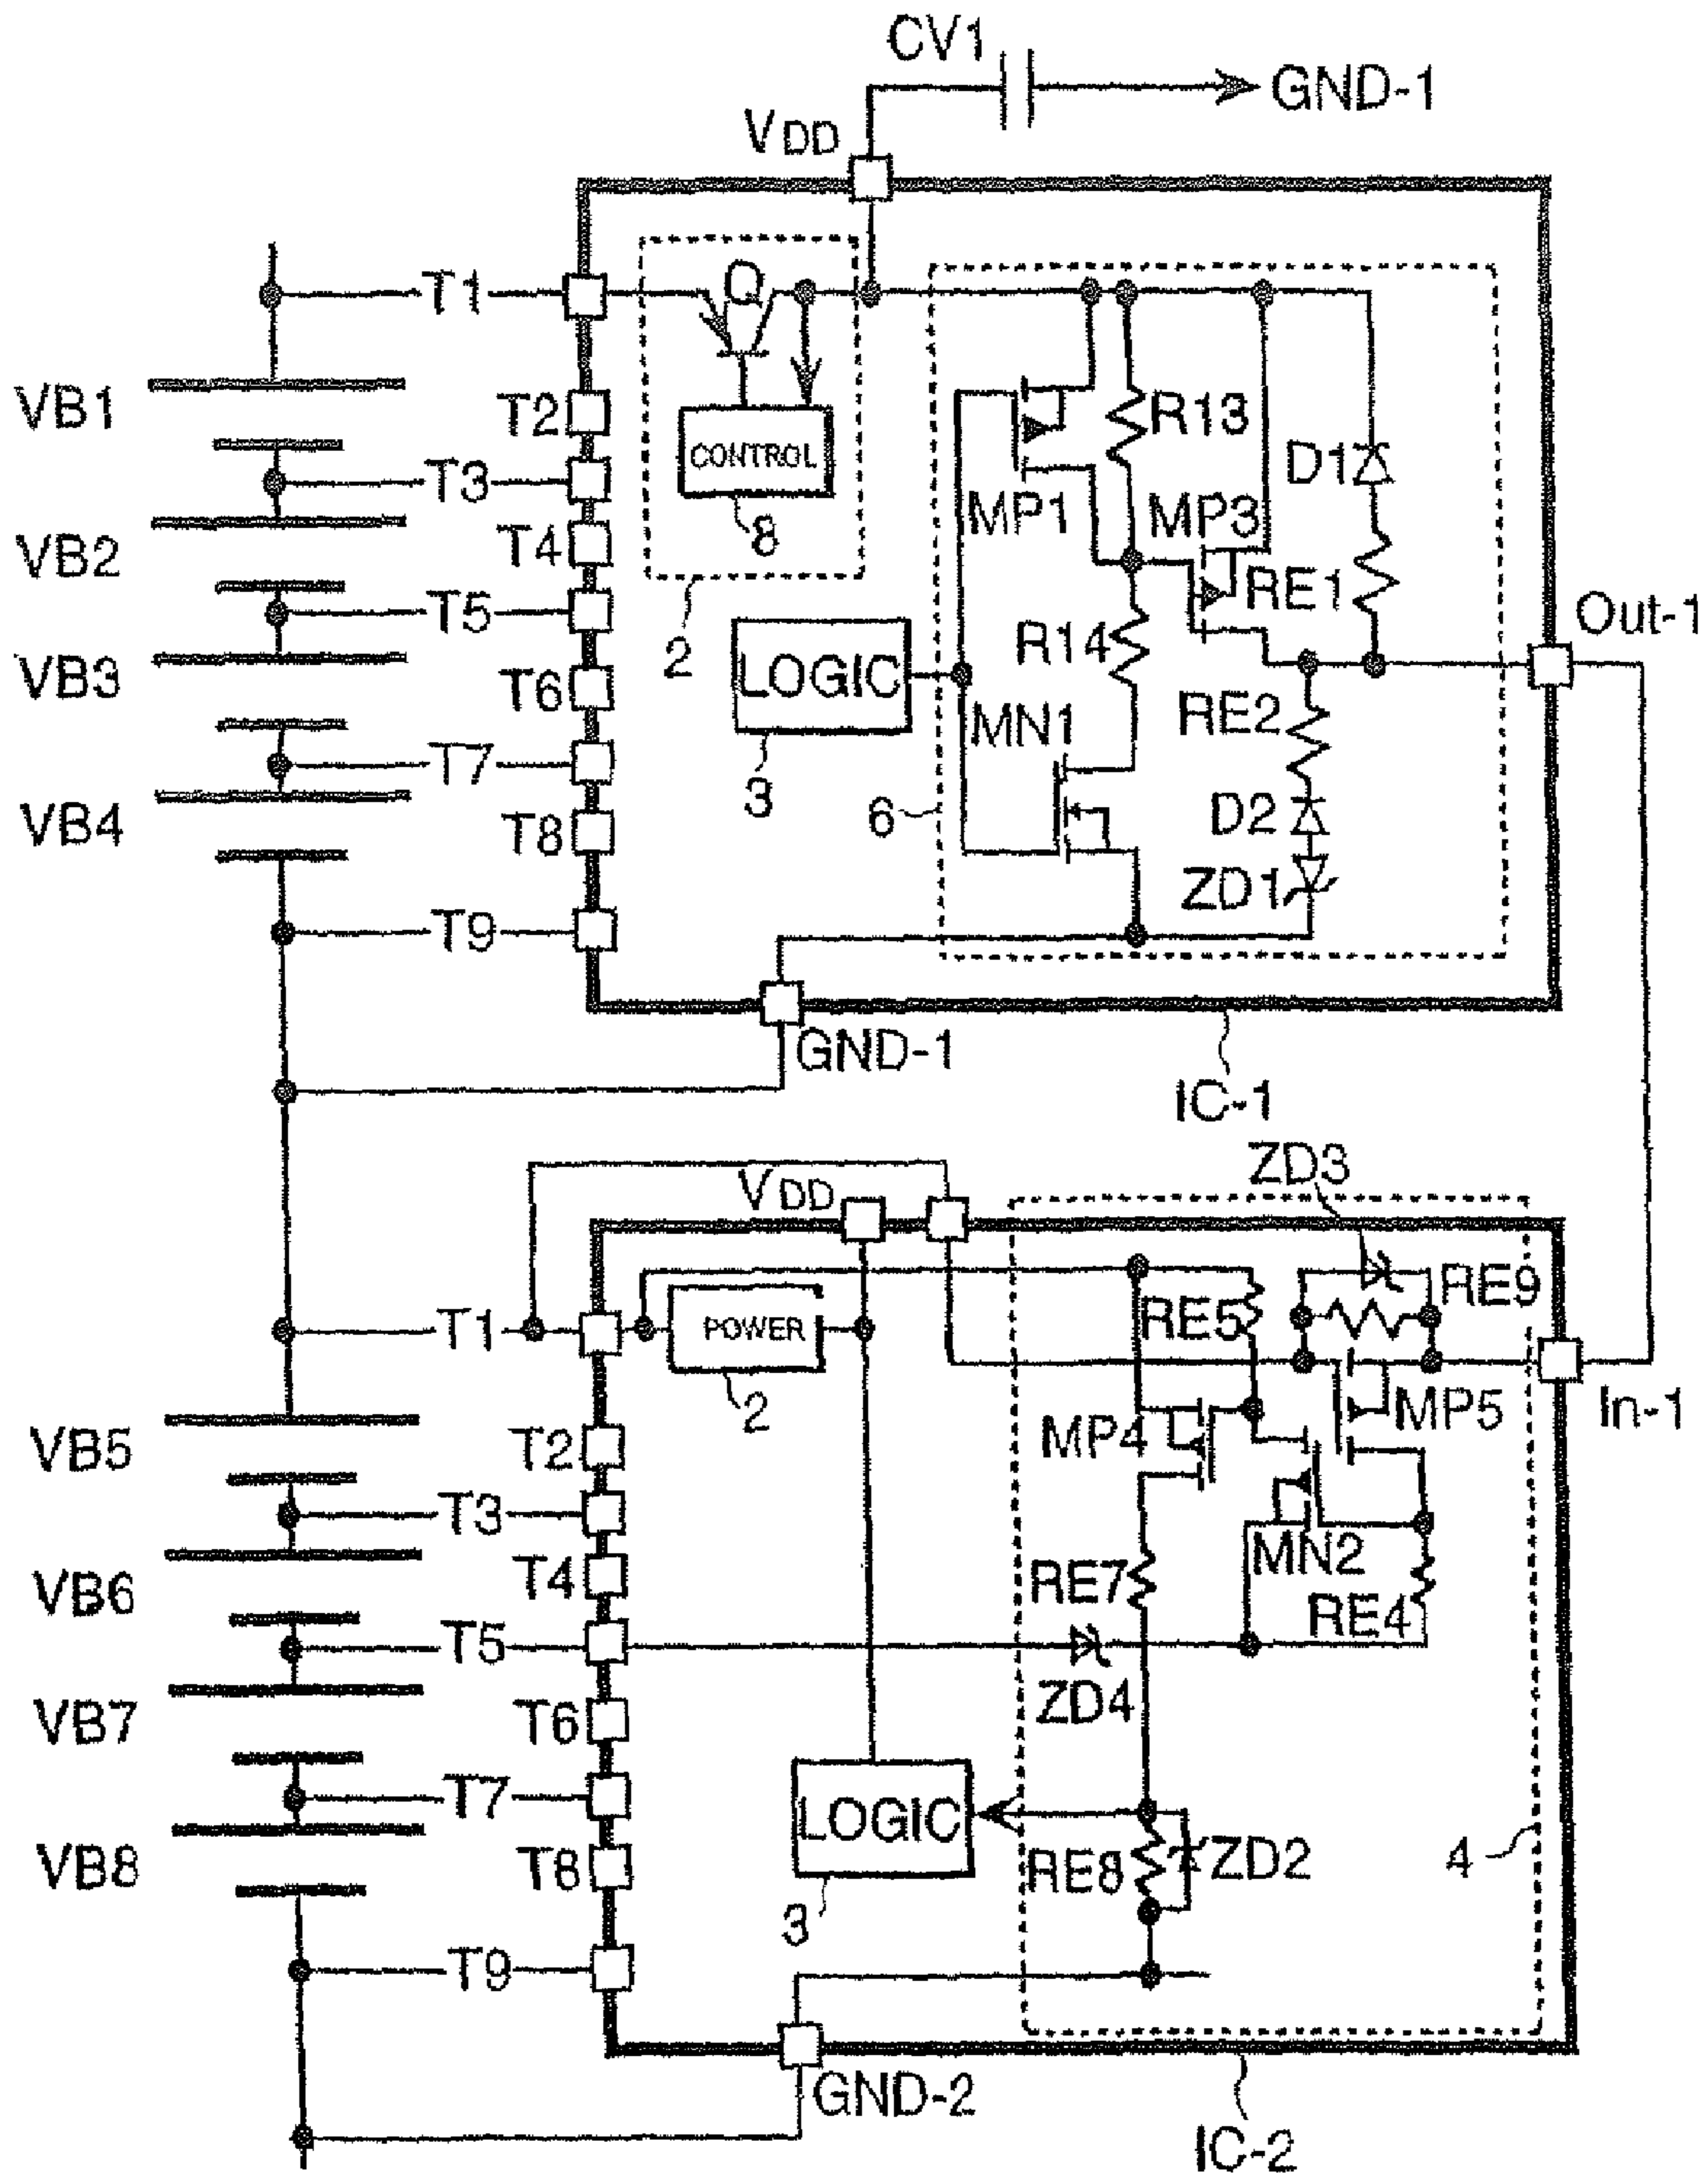 CV1
GND-1
VDD
T1
Q
VB1
T2
CONTROL
R13
D1
T3
8
MP1
MP3
VB2
T4
RE1
T5
2
Out-1
R14
VB3
T6
LOGIC
RE2
MN1
T7
3
6
D2
VB4
T8
ZD1
T9
GND-1
IC-1
ZD3
VDD
RE9
T1
POWER
RE5
2
MP5
In-1
VB5
T2
MP4
T3
MN2
T4
RE7
VB6
RE4
T5
ZD4
VB7
T6
T7
LOGIC
VB8
T8
RE8
ZD2
4
3
T9
GND-2
IC-2